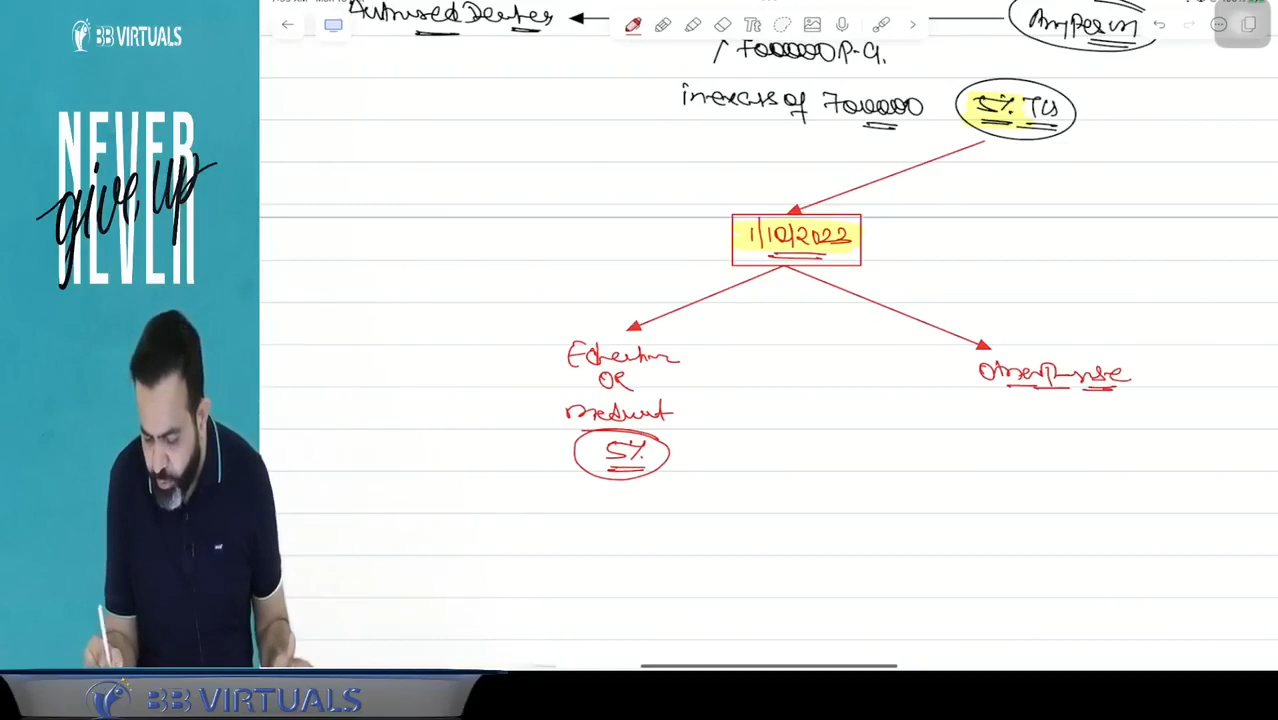 BB VIRTUALS
NEVER
give up
NEVER
Authorised Dealer
Any Person
700000 P.a.
in excess of 700000 5% TCS
1/10/2023
Education
OR
Medical
5%
Other Purpose
BB VIRTUALS